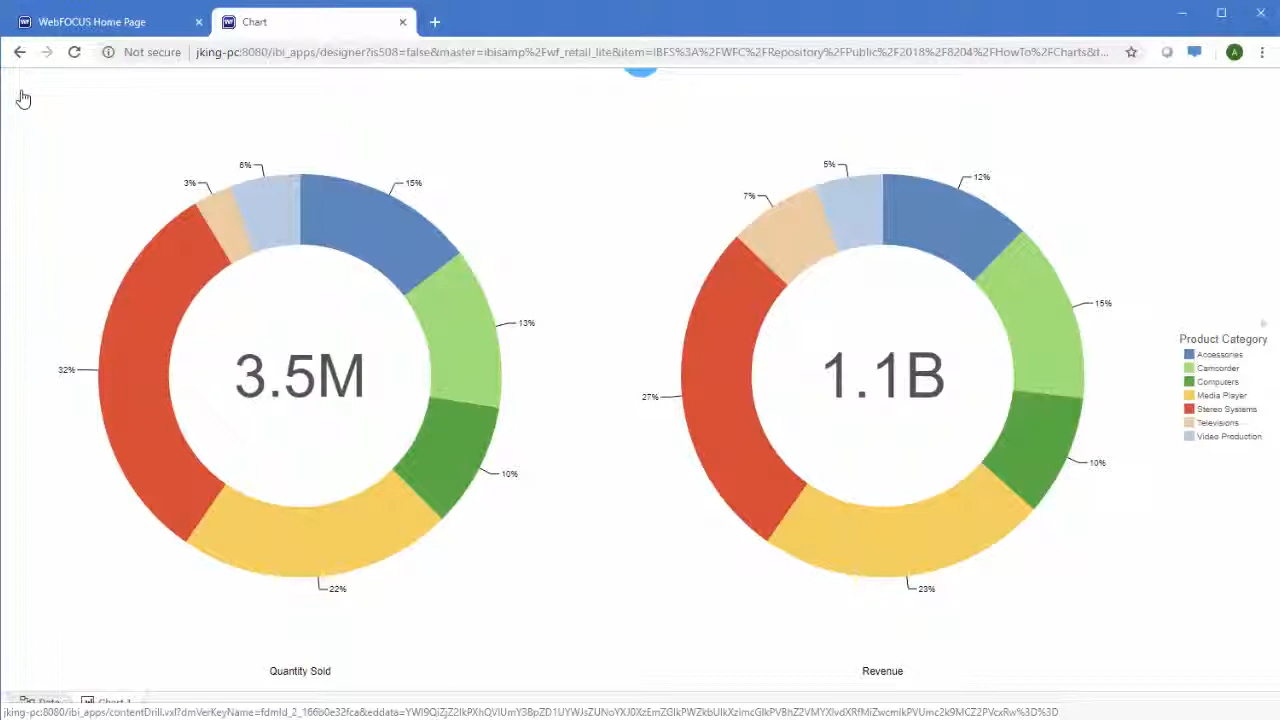 WebFOCUS Home Page
Chart
Not secure
jking-pc:8080/ibi_apps/designer?is508=false&master=ibisamp%2Fwf_retail_lite&item=IBFS%3A%2FWFC%2FRepository%2FPublic%2F2018%2F8204%2FHowTo%2FCharts&t...
A
6%
3%
15%
13%
32%
3.5M
10%
22%
Quantity Sold
5%
7%
12%
15%
27%
1.1B
10%
23%
Revenue
Product Category
Accessories
Camcorder
Computers
Media Player
Stereo Systems
Televisions
Video Production
Data
Chart 1